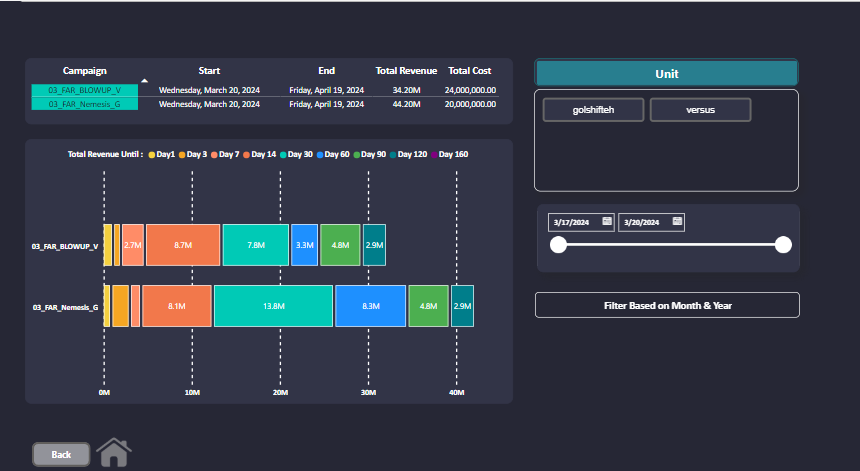 Campaign Start End Total Revenue Total Cost
03_FAR_BLOWUP_V Wednesday, March 20, 2024 Friday, April 19, 2024 34.20M 24,000,000.00
03_FAR_Nemesis_G Wednesday, March 20, 2024 Friday, April 19, 2024 44.20M 20,000,000.00
Unit
golshifteh versus
3/17/2024 3/20/2024
Filter Based on Month & Year
Total Revenue Until : Day1 Day 3 Day 7 Day 14 Day 30 Day 60 Day 90 Day 120 Day 160
03_FAR_BLOWUP_V 2.7M 8.7M 7.8M 3.3M 4.8M 2.9M
03_FAR_Nemesis_G 8.1M 13.8M 8.3M 4.8M 2.9M
0M 10M 20M 30M 40M
Back